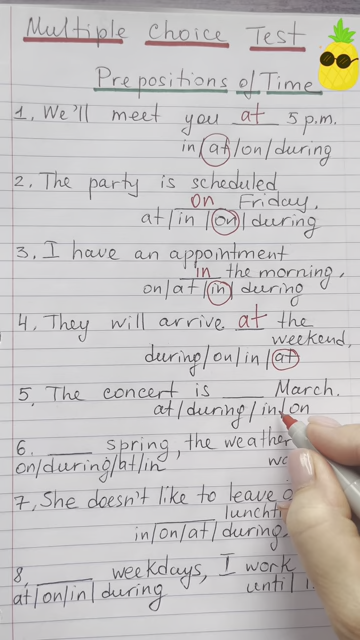 Multiple Choice Test
Prepositions of Time
1. We'll meet you at 5 p.m.
in/at/on/during
2. The party is scheduled
on Friday.
at/in/on/during
3. I have an appointment
in the morning.
on/at/in/during
4. They will arrive at the
weekend.
during/on/in/at
5. The concert is ___ March.
at/during/in/on
6. ___ spring, the weather
on/during/at/in
7. She doesn't like to leave
in/on/at/during.
8. ___ weekdays, I work
at/on/in/during until